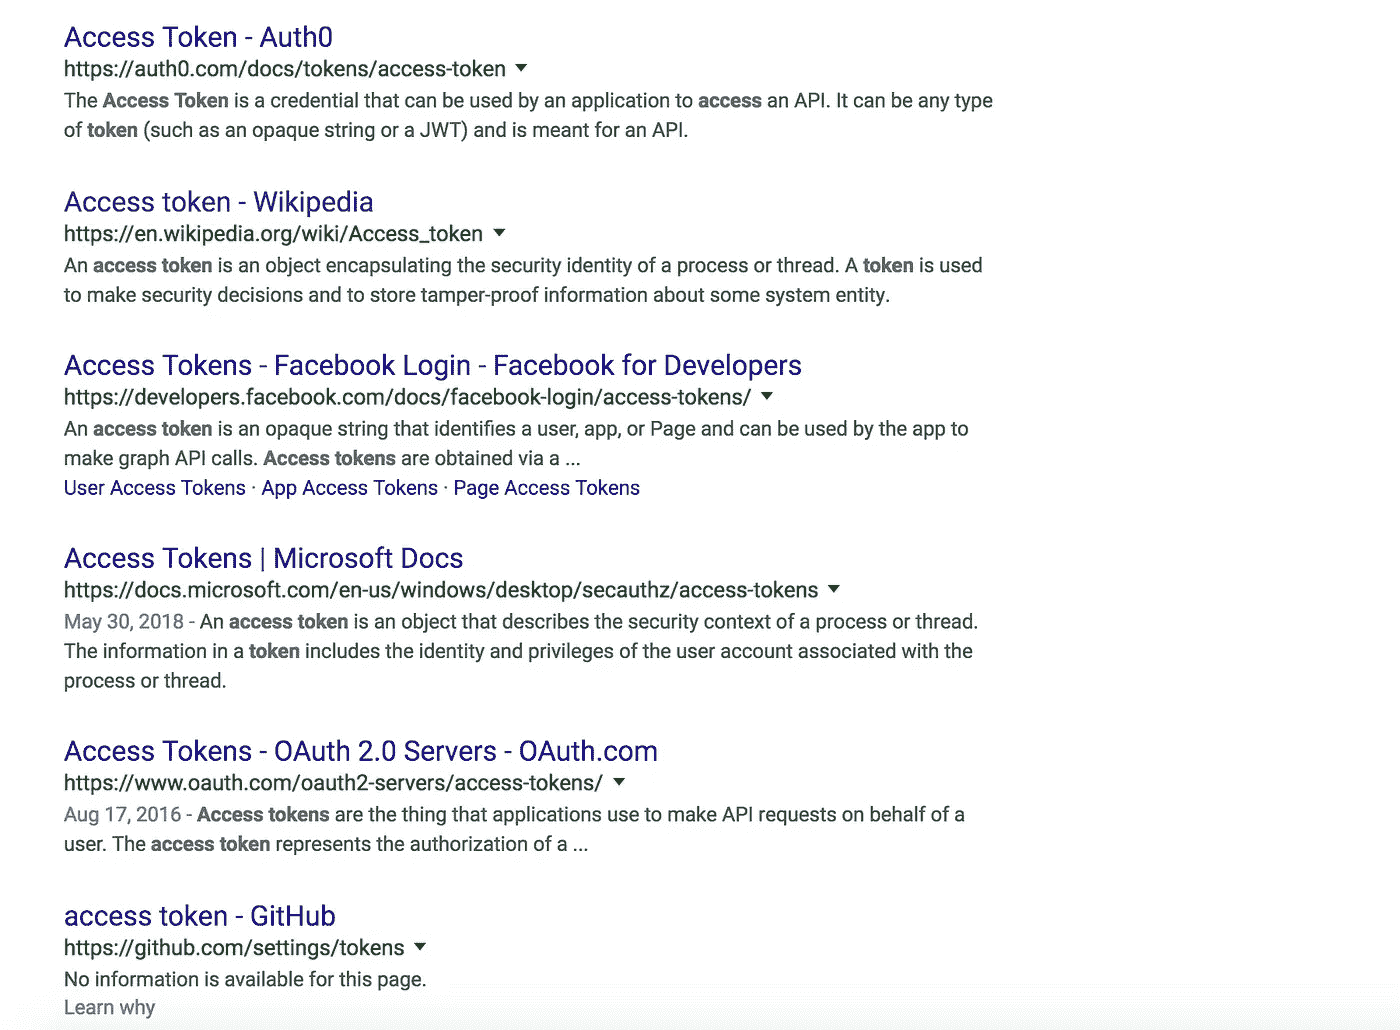 Access Token - Auth0
https://auth0.com/docs/tokens/access-token
The Access Token is a credential that can be used by an application to access an API. It can be any type
of token (such as an opaque string or a JWT) and is meant for an API.
Access token - Wikipedia
https://en.wikipedia.org/wiki/Access_token
An access token is an object encapsulating the security identity of a process or thread. A token is used
to make security decisions and to store tamper-proof information about some system entity.
Access Tokens - Facebook Login - Facebook for Developers
https://developers.facebook.com/docs/facebook-login/access-tokens/
An access token is an opaque string that identifies a user, app, or Page and can be used by the app to
make graph API calls. Access tokens are obtained via a ...
User Access Tokens · App Access Tokens · Page Access Tokens
Access Tokens | Microsoft Docs
https://docs.microsoft.com/en-us/windows/desktop/secauthz/access-tokens
May 30, 2018 - An access token is an object that describes the security context of a process or thread.
The information in a token includes the identity and privileges of the user account associated with the
process or thread.
Access Tokens - OAuth 2.0 Servers - OAuth.com
https://www.oauth.com/oauth2-servers/access-tokens/
Aug 17, 2016 - Access tokens are the thing that applications use to make API requests on behalf of a
user. The access token represents the authorization of a ...
access token - GitHub
https://github.com/settings/tokens
No information is available for this page.
Learn why